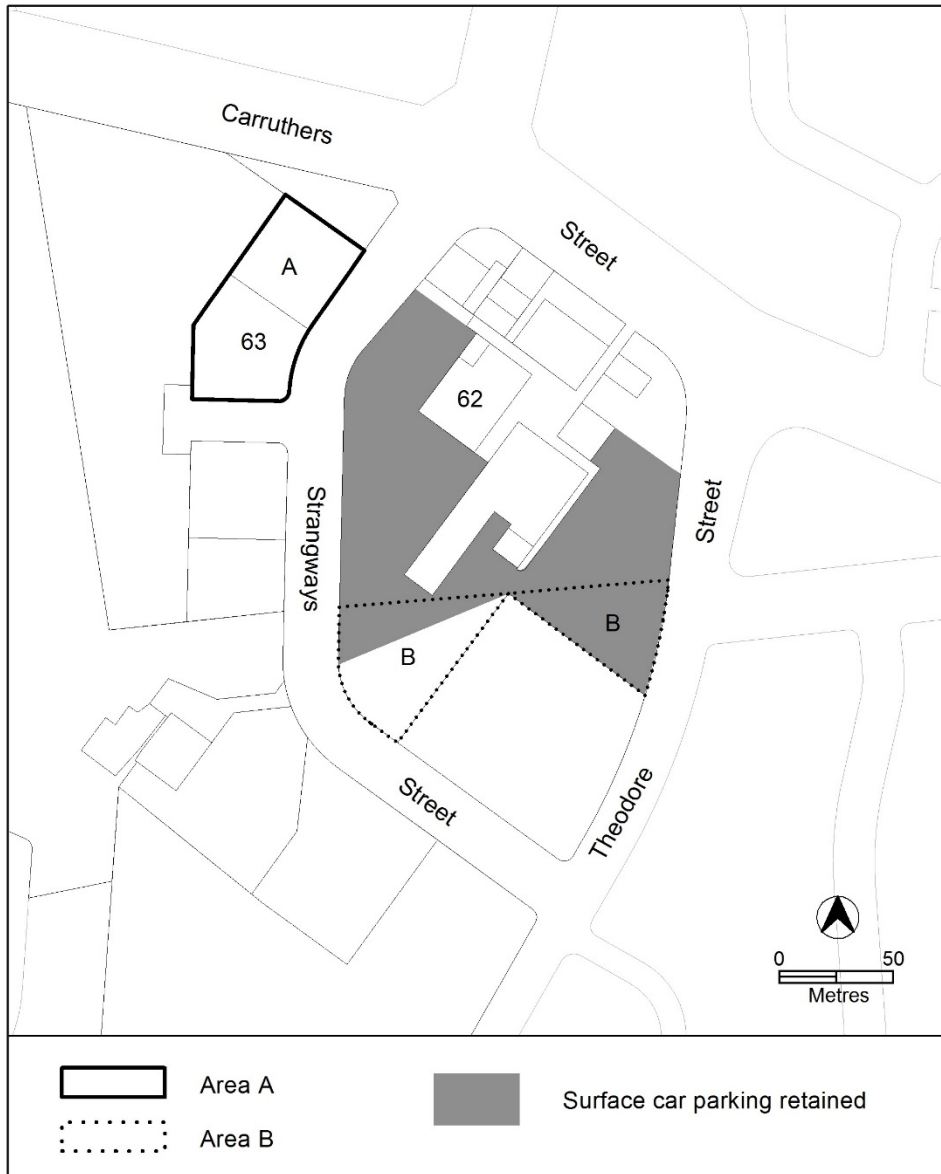 Carruthers
Street
A
63
62
Strangways
Street
B
B
Street
Theodore
0 50
Metres
Area A
Surface car parking retained
Area B